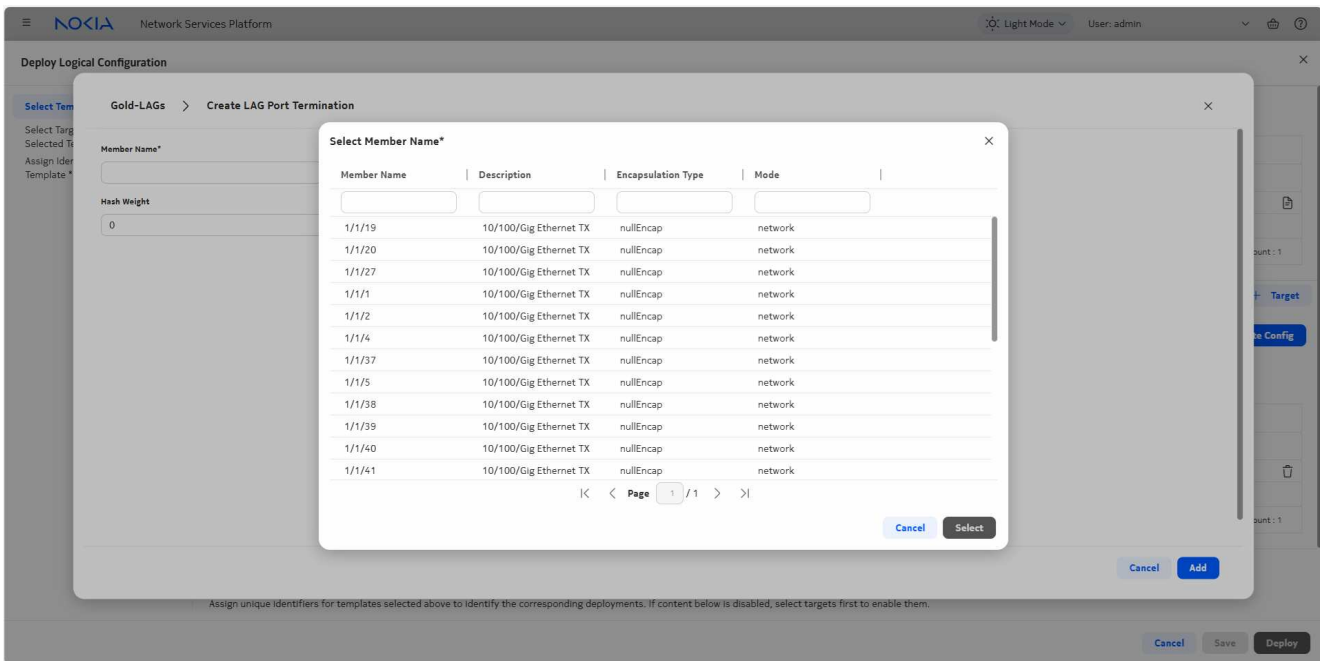 NOKIA Network Services Platform Light Mode User: admin
Deploy Logical Configuration
Select Tem
Gold-LAGs > Create LAG Port Termination
Select Targ
Selected Te
Assign Iden
Template *
Member Name*
Hash Weight
0
Select Member Name*
Member Name Description Encapsulation Type Mode
1/1/19 10/100/Gig Ethernet TX nullEncap network
1/1/20 10/100/Gig Ethernet TX nullEncap network
1/1/27 10/100/Gig Ethernet TX nullEncap network
1/1/1 10/100/Gig Ethernet TX nullEncap network
1/1/2 10/100/Gig Ethernet TX nullEncap network
1/1/4 10/100/Gig Ethernet TX nullEncap network
1/1/37 10/100/Gig Ethernet TX nullEncap network
1/1/5 10/100/Gig Ethernet TX nullEncap network
1/1/38 10/100/Gig Ethernet TX nullEncap network
1/1/39 10/100/Gig Ethernet TX nullEncap network
1/1/40 10/100/Gig Ethernet TX nullEncap network
1/1/41 10/100/Gig Ethernet TX nullEncap network
Page 1 / 1
Cancel Select
ount : 1
+ Target
te Config
ount : 1
Cancel Add
Assign unique identifiers for templates selected above to identify the corresponding deployments. If content below is disabled, select targets first to enable them.
Cancel Save Deploy